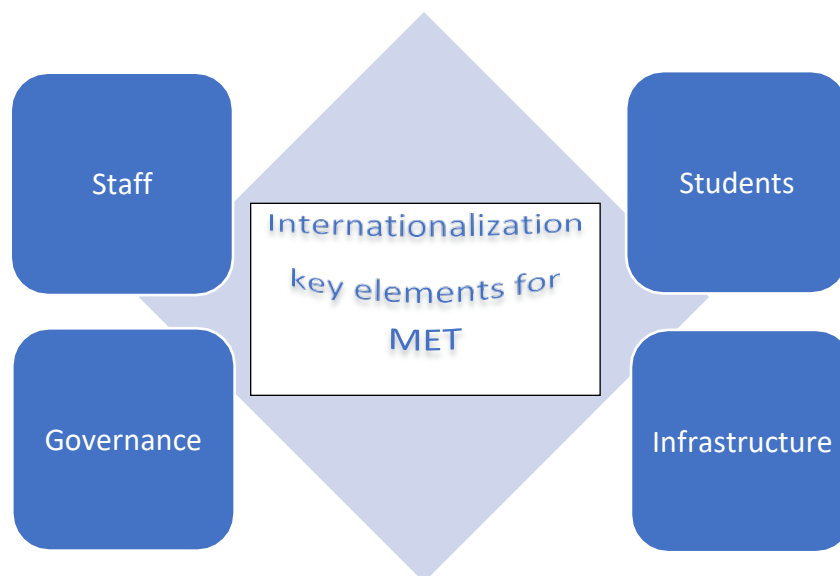 Staff
Students
Internationalization
key elements for
MET
Governance
Infrastructure